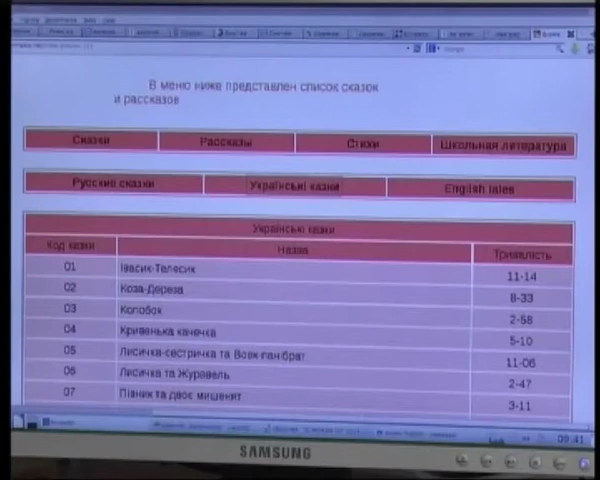 В меню ниже представлен список сказок
и рассказов
Сказки Рассказы Стихи Школьная литература
Русские сказки Українські казки English tales
Українські казки
Код казки Назва Тривалість
01 Івасик-Телесик 11-14
02 Коза-Дереза 8-33
03 Колобок 2-58
04 Кривенька качечка 5-10
05 Лисичка-сестричка та Вовк-панібрат 11-06
06 Лисичка та Журавель 2-47
07 Півник та двоє мишенят 3-11
09:41
SAMSUNG